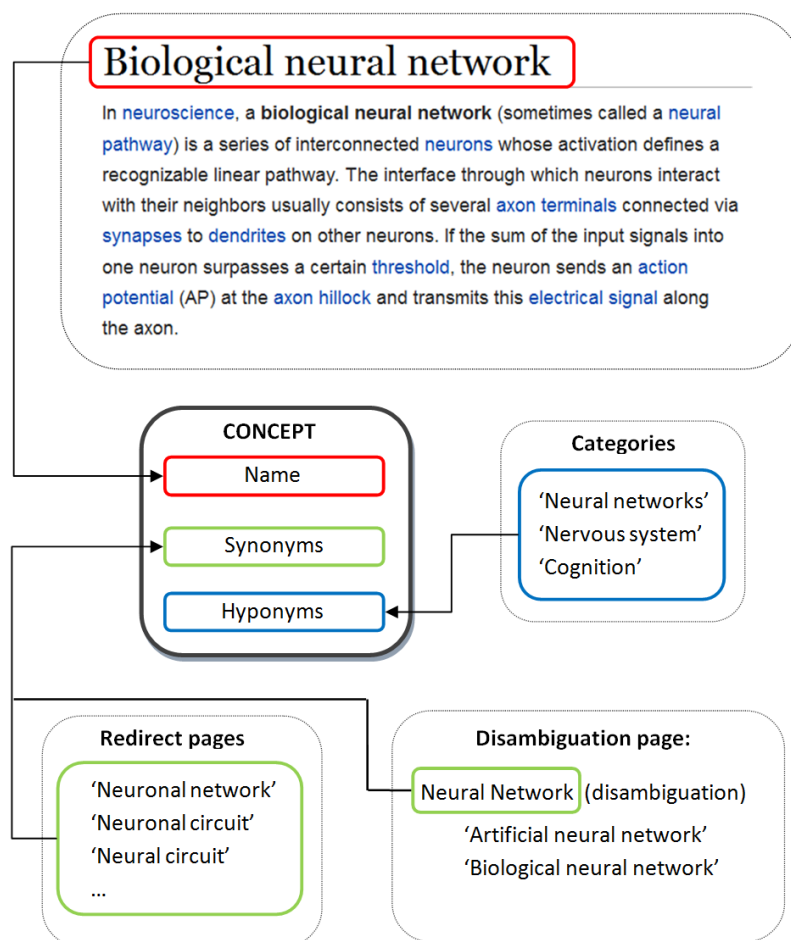 Biological neural network
In neuroscience, a biological neural network (sometimes called a neural
pathway) is a series of interconnected neurons whose activation defines a
recognizable linear pathway. The interface through which neurons interact
with their neighbors usually consists of several axon terminals connected via
synapses to dendrites on other neurons. If the sum of the input signals into
one neuron surpasses a certain threshold, the neuron sends an action
potential (AP) at the axon hillock and transmits this electrical signal along
the axon.
CONCEPT
Name
Synonyms
Hyponyms
Categories
‘Neural networks’
‘Nervous system’
‘Cognition’
Redirect pages
‘Neuronal network’
‘Neuronal circuit’
‘Neural circuit’
...
Disambiguation page:
Neural Network (disambiguation)
‘Artificial neural network’
‘Biological neural network’